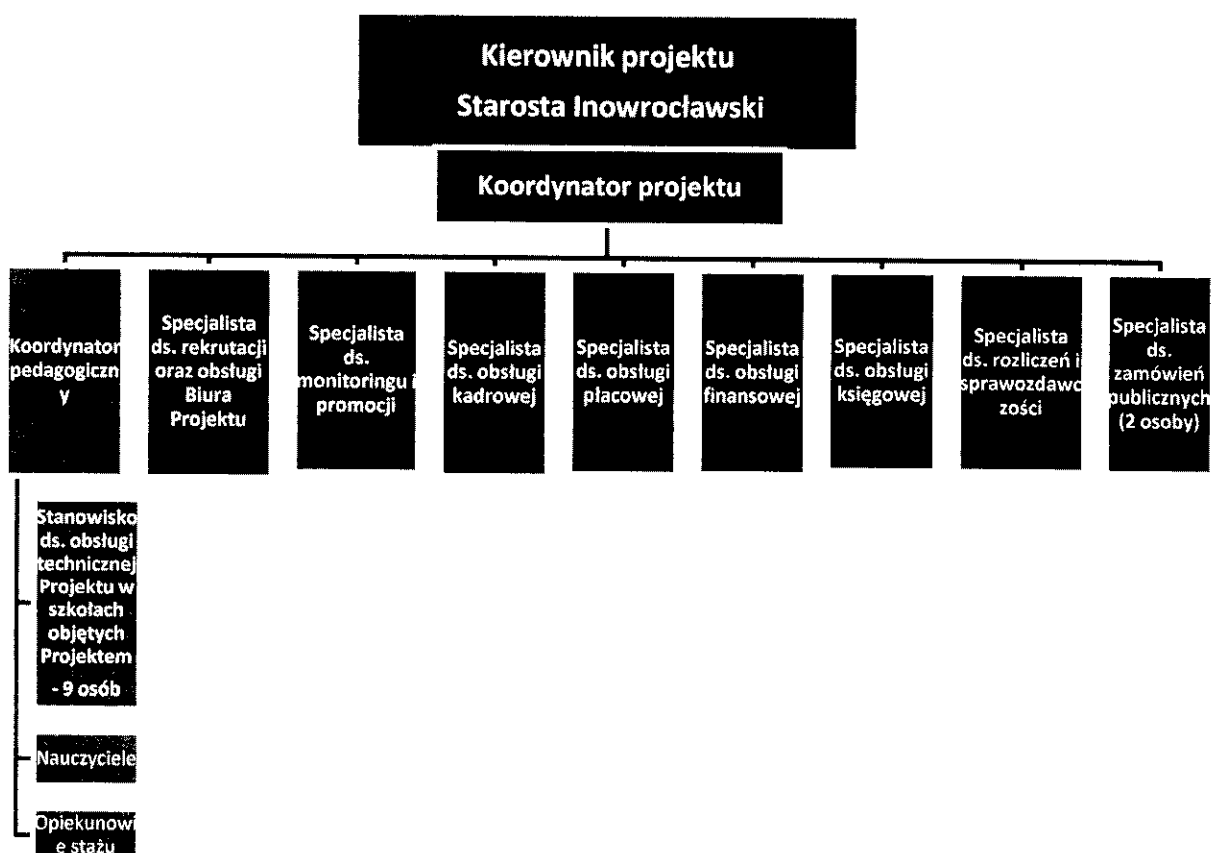 Kierownik projektu
Starosta Inowrocławski
Koordynator projektu
Koordynator
pedagogiczn
y
Specjalista
ds. rekrutacji
oraz obsługi
Biura
Projektu
Specjalista
ds.
monitoringu i
promocji
Specjalista
ds. obsługi
kadrowej
Specjalista
ds. obsługi
płacowej
Specjalista
ds. obsługi
finansowej
Specjalista
ds. obsługi
księgowej
Specjalista
ds. rozliczeń i
sprawozdawc
zości
Specjalista
ds.
zamówień
publicznych
(2 osoby)
Stanowisko
ds. obsługi
technicznej
Projektu w
szkołach
objętych
Projektem
- 9 osób
Nauczyciele
Opiekunowi
e stażu